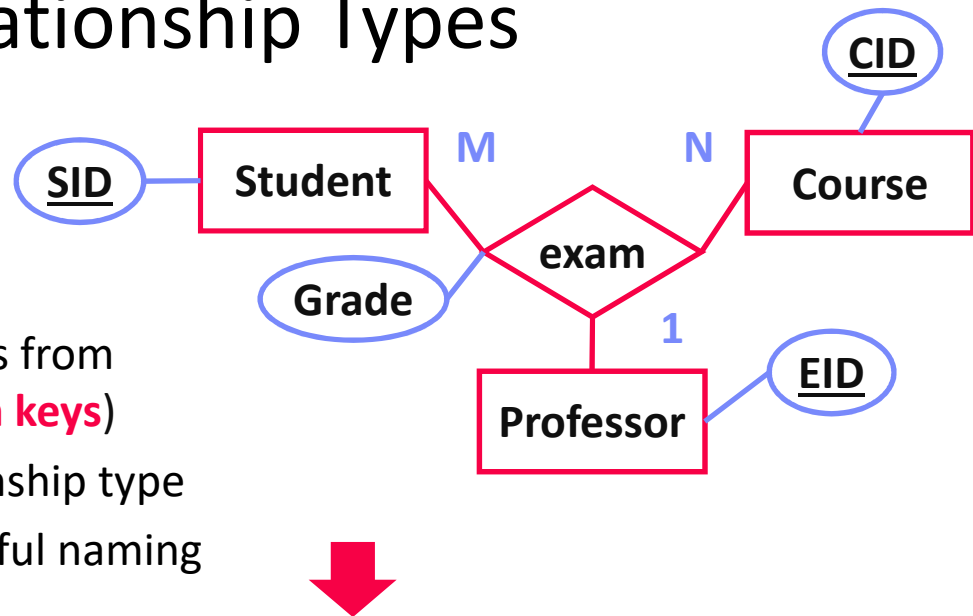 ationship Types
CID
M
N
SID
Student
Course
exam
Grade
1
s from
EID
keys)
Professor
nship type
ful naming